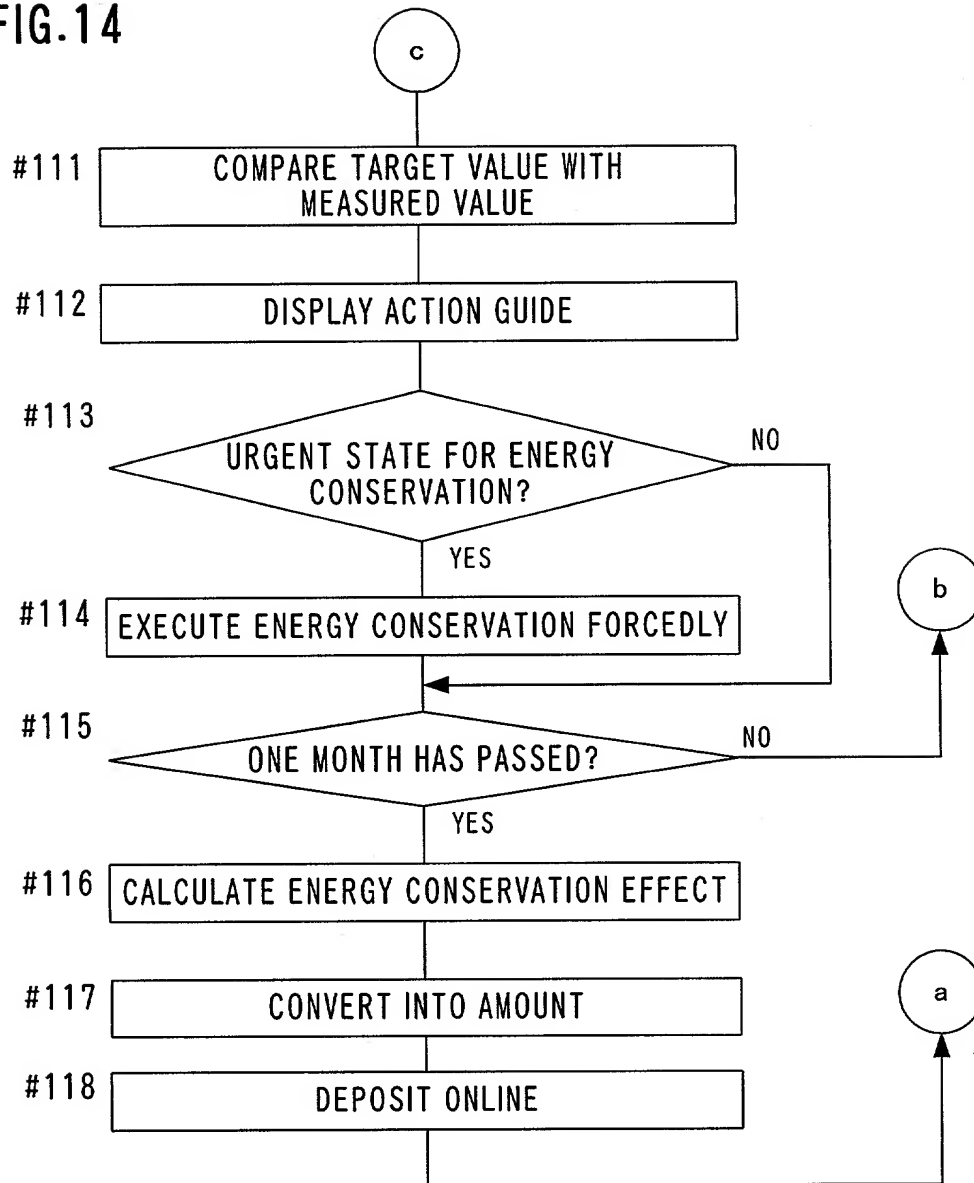 FIG.14
c
#111
COMPARE TARGET VALUE WITH
MEASURED VALUE
#112
DISPLAY ACTION GUIDE
#113
URGENT STATE FOR ENERGY
CONSERVATION?
NO
YES
#114
EXECUTE ENERGY CONSERVATION FORCEDLY
b
#115
ONE MONTH HAS PASSED?
NO
YES
#116
CALCULATE ENERGY CONSERVATION EFFECT
#117
CONVERT INTO AMOUNT
a
#118
DEPOSIT ONLINE